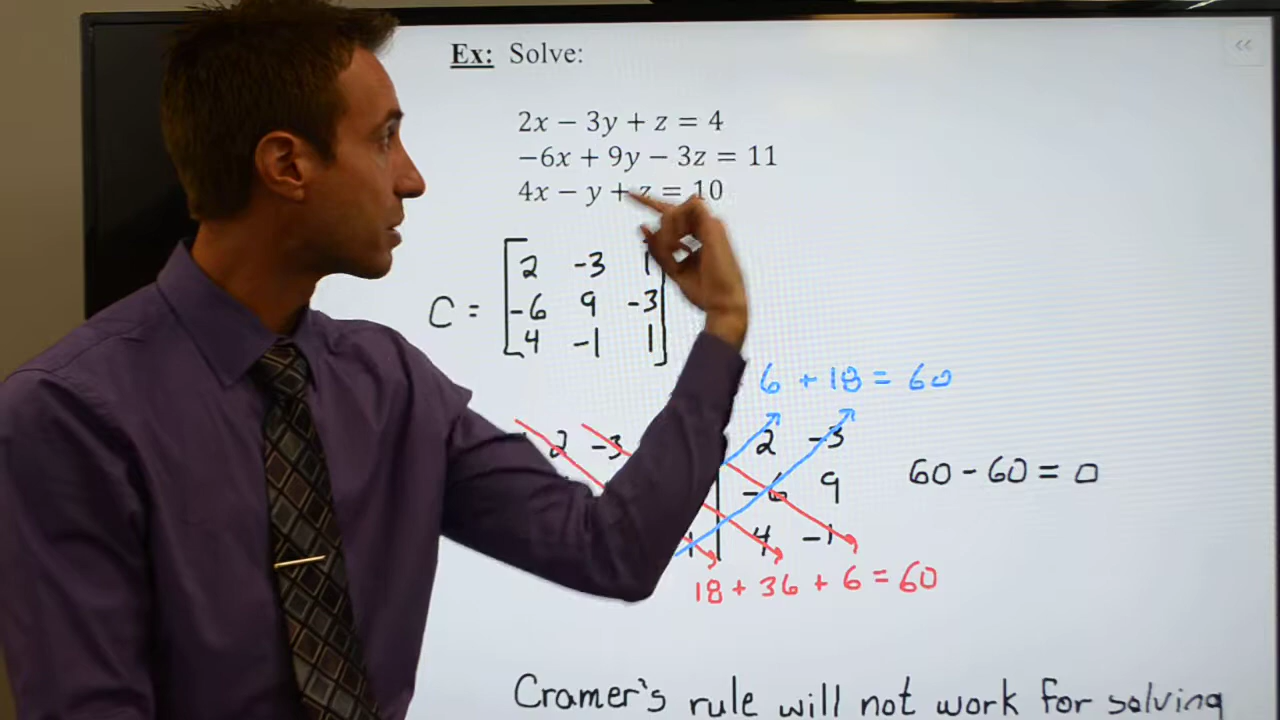 Ex: Solve:
2x − 3y + z = 4
−6x + 9y − 3z = 11
4x − y + z = 10
C = [2 -3 1]
[-6 9 -3]
[4 -1 1]
6 + 18 = 60
2 -3 2 -3
-6 9 60 - 60 = 0
1 4 -1
18 + 36 + 6 = 60
Cramer's rule will not work for solving